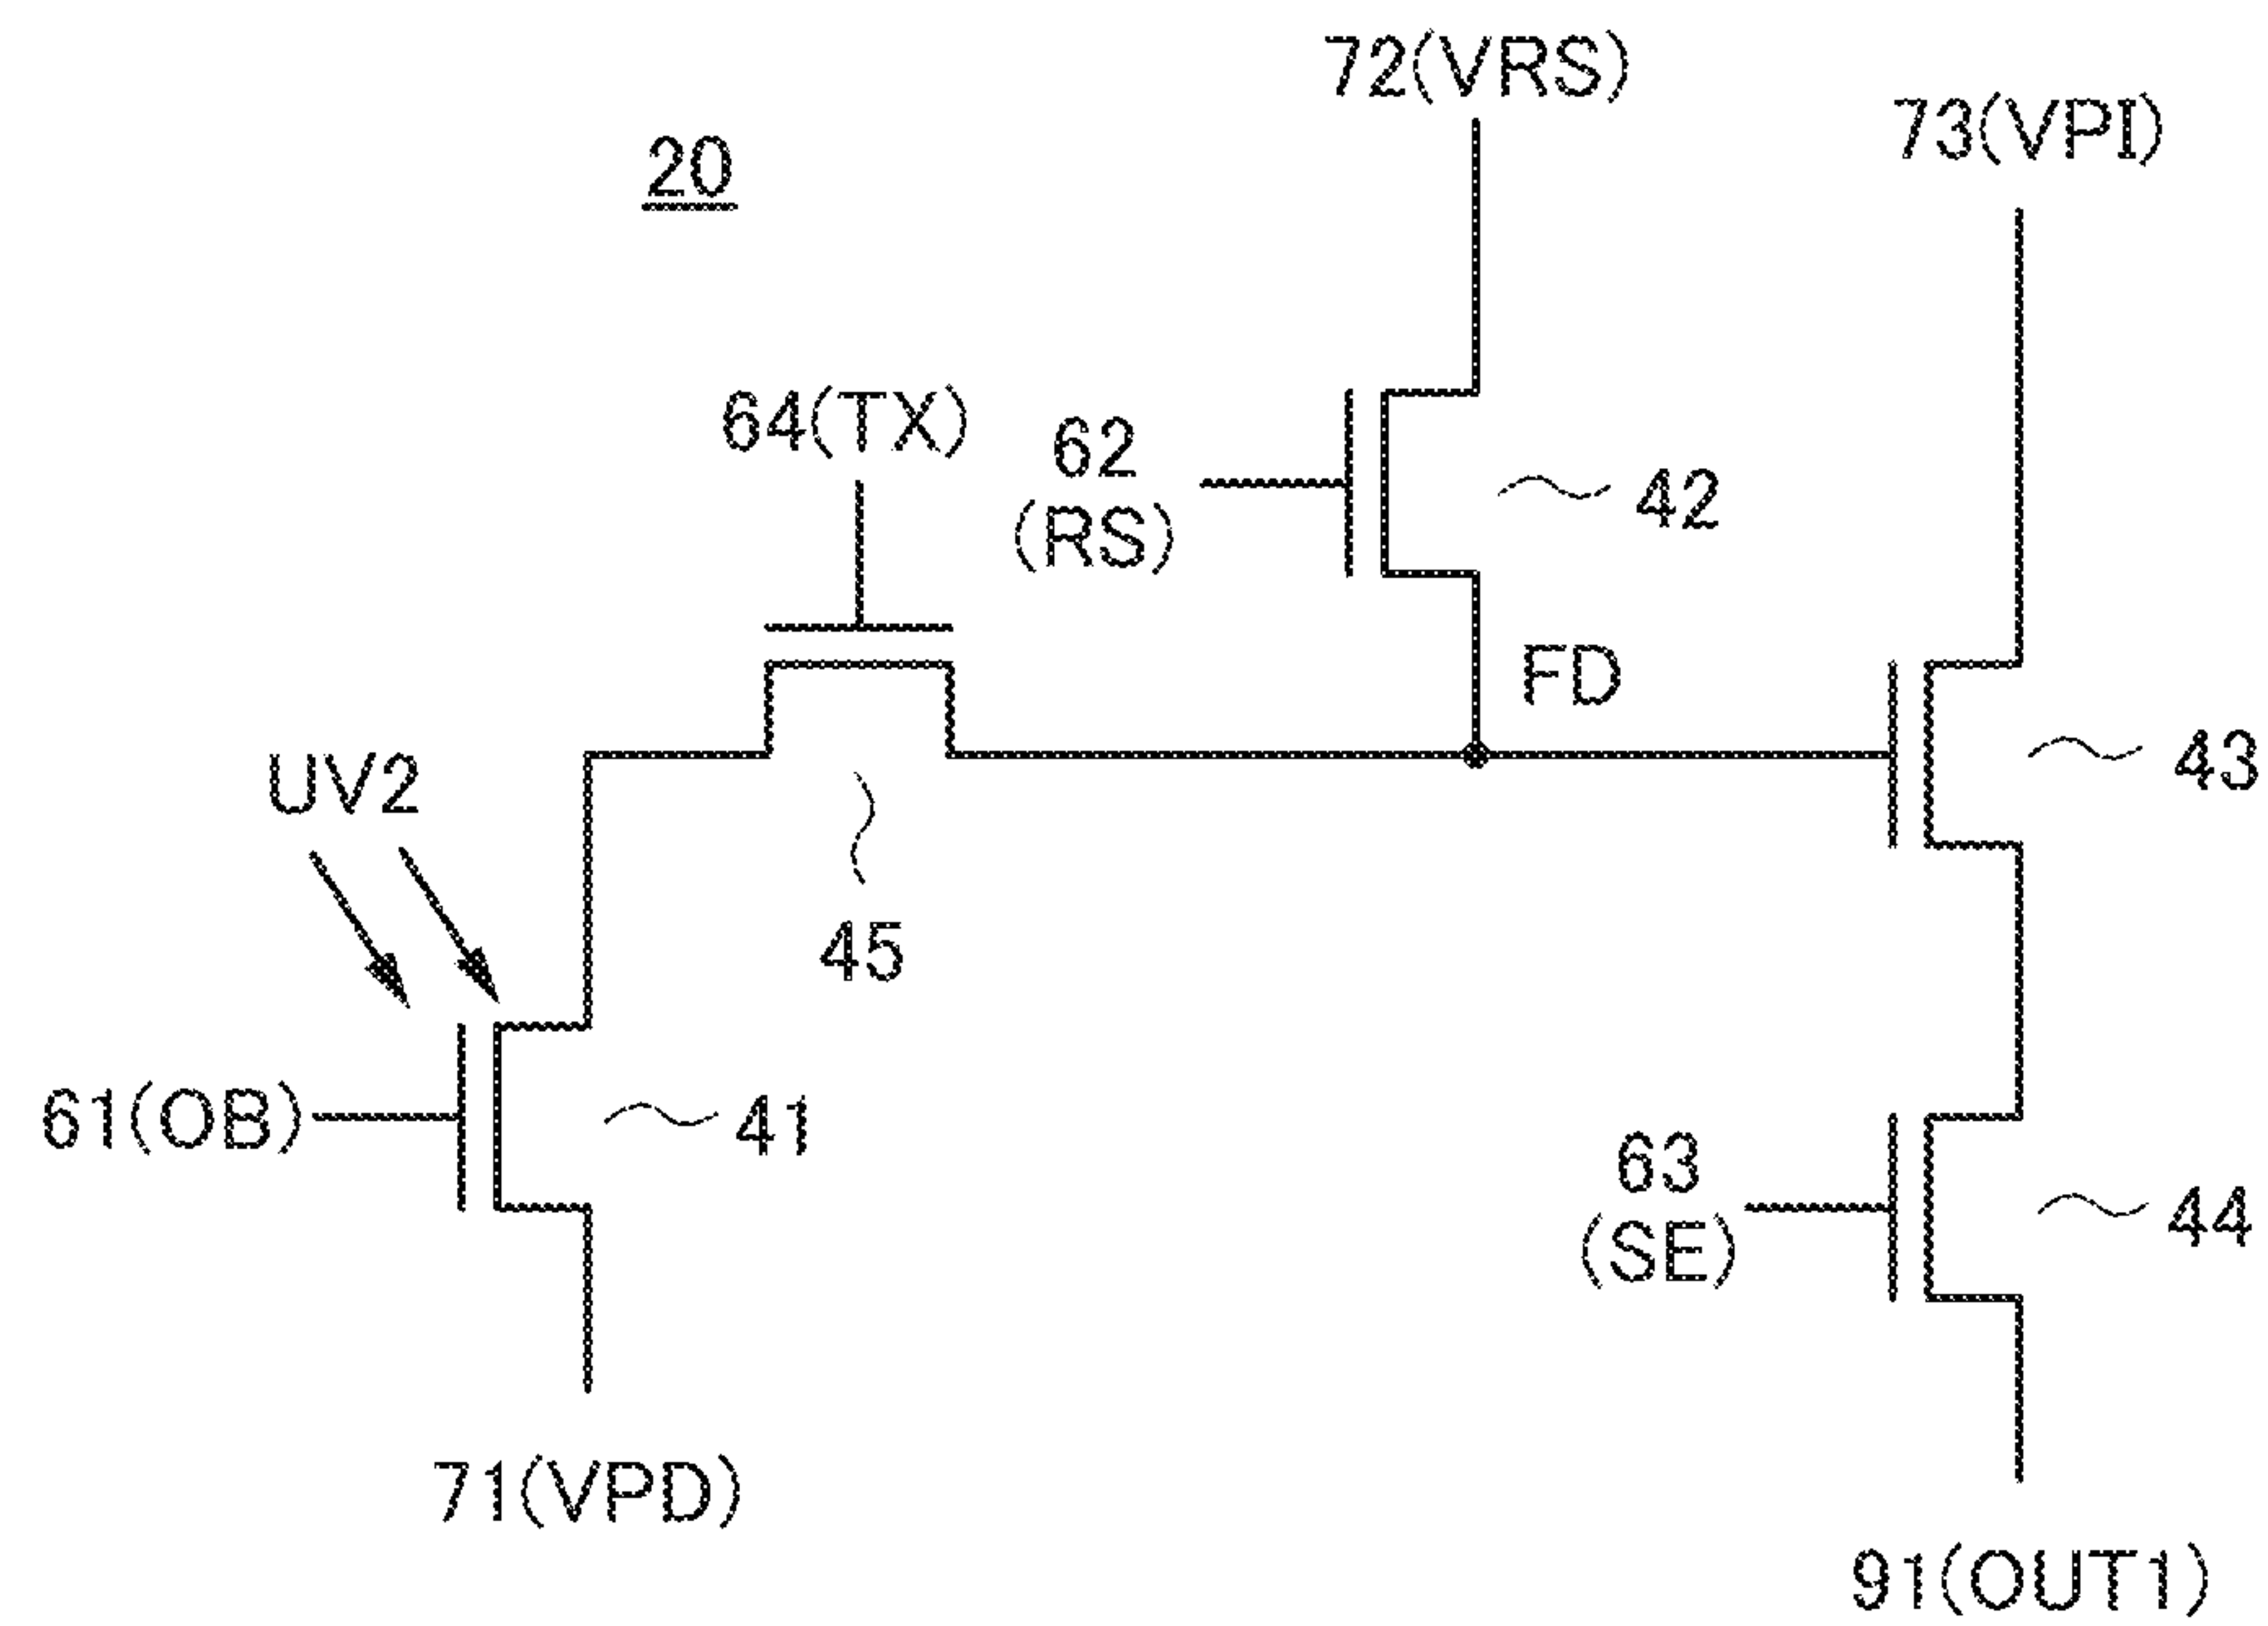 72(VRS)
73(VPI)
20
64(TX)
62
(RS)
42
FD
43
UV2
45
61(OB)
41
63
(SE)
44
71(VPD)
91(OUT1)